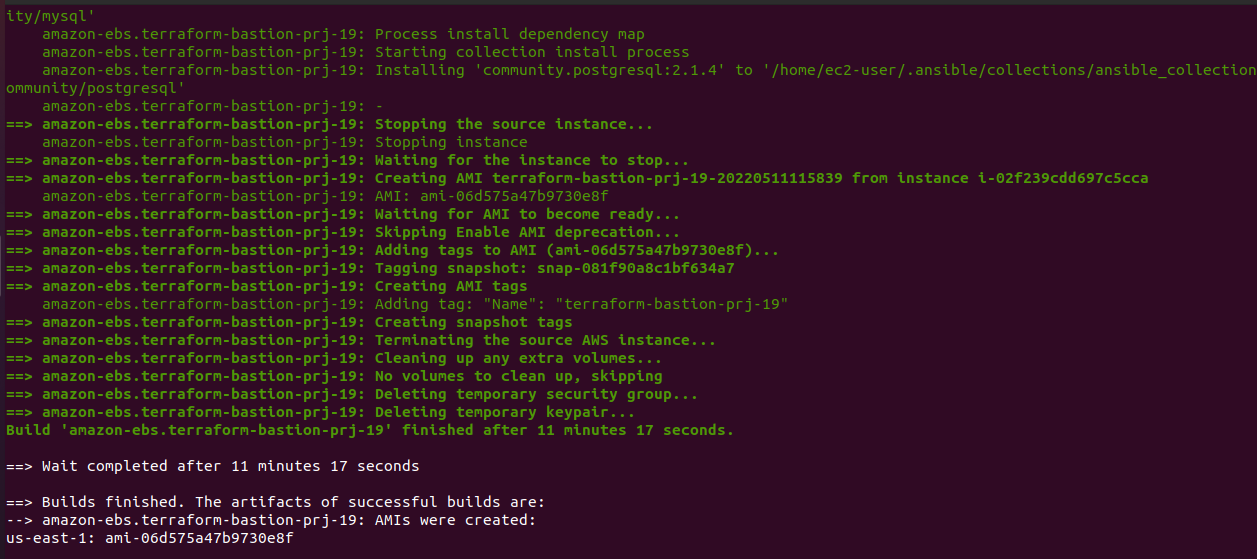 ity/mysql'
amazon-ebs.terraform-bastion-prj-19: Process install dependency map
amazon-ebs.terraform-bastion-prj-19: Starting collection install process
amazon-ebs.terraform-bastion-prj-19: Installing 'community.postgresql:2.1.4' to '/home/ec2-user/.ansible/collections/ansible_collection
ommunity/postgresql'
amazon-ebs.terraform-bastion-prj-19: -
==> amazon-ebs.terraform-bastion-prj-19: Stopping the source instance...
amazon-ebs.terraform-bastion-prj-19: Stopping instance
==> amazon-ebs.terraform-bastion-prj-19: Waiting for the instance to stop...
==> amazon-ebs.terraform-bastion-prj-19: Creating AMI terraform-bastion-prj-19-20220511115839 from instance i-02f239cdd697c5cca
amazon-ebs.terraform-bastion-prj-19: AMI: ami-06d575a47b9730e8f
==> amazon-ebs.terraform-bastion-prj-19: Waiting for AMI to become ready...
==> amazon-ebs.terraform-bastion-prj-19: Skipping Enable AMI deprecation...
==> amazon-ebs.terraform-bastion-prj-19: Adding tags to AMI (ami-06d575a47b9730e8f)...
==> amazon-ebs.terraform-bastion-prj-19: Tagging snapshot: snap-081f90a8c1bf634a7
==> amazon-ebs.terraform-bastion-prj-19: Creating AMI tags
amazon-ebs.terraform-bastion-prj-19: Adding tag: "Name": "terraform-bastion-prj-19"
==> amazon-ebs.terraform-bastion-prj-19: Creating snapshot tags
==> amazon-ebs.terraform-bastion-prj-19: Terminating the source AWS instance...
==> amazon-ebs.terraform-bastion-prj-19: Cleaning up any extra volumes...
==> amazon-ebs.terraform-bastion-prj-19: No volumes to clean up, skipping
==> amazon-ebs.terraform-bastion-prj-19: Deleting temporary security group...
==> amazon-ebs.terraform-bastion-prj-19: Deleting temporary keypair...
Build 'amazon-ebs.terraform-bastion-prj-19' finished after 11 minutes 17 seconds.
==> Wait completed after 11 minutes 17 seconds
==> Builds finished. The artifacts of successful builds are:
--> amazon-ebs.terraform-bastion-prj-19: AMIs were created:
us-east-1: ami-06d575a47b9730e8f